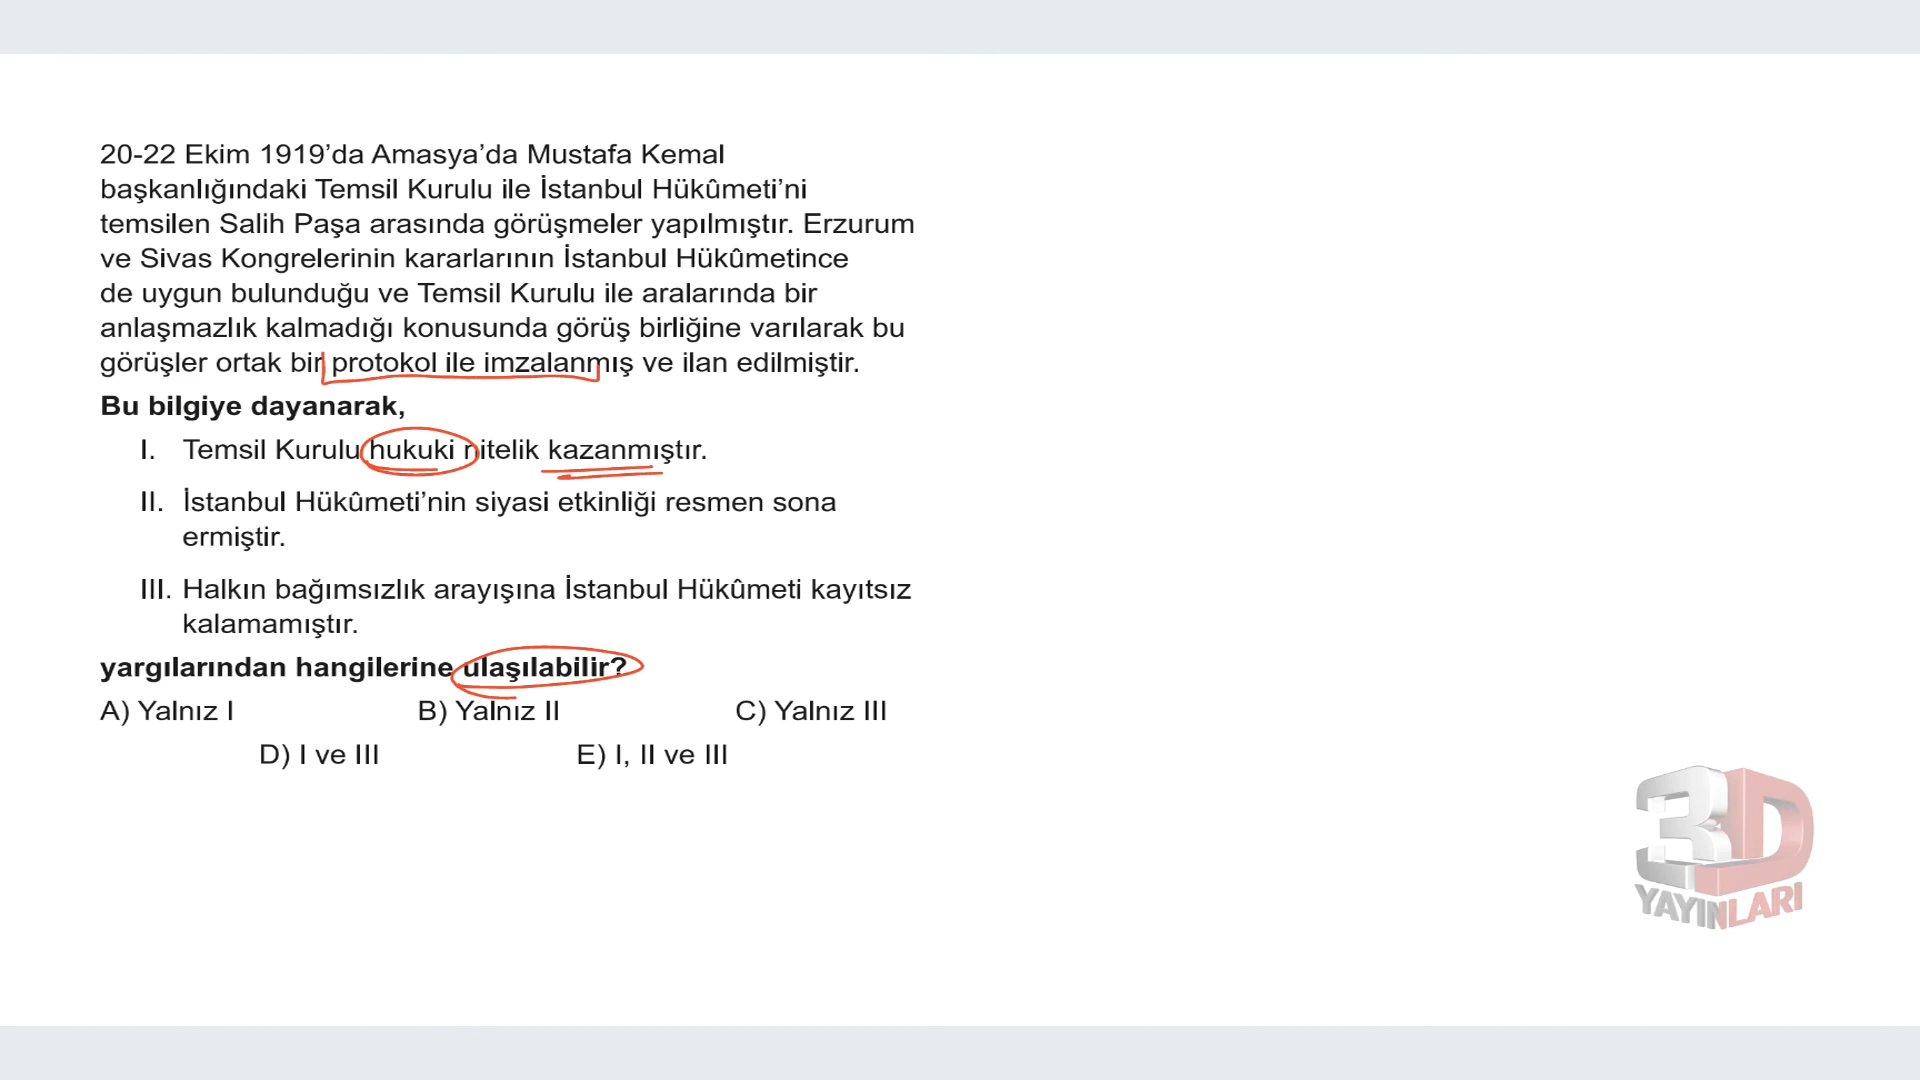 20-22 Ekim 1919’da Amasya’da Mustafa Kemal
başkanlığındaki Temsil Kurulu ile İstanbul Hükûmeti’ni
temsilen Salih Paşa arasında görüşmeler yapılmıştır. Erzurum
ve Sivas Kongrelerinin kararlarının İstanbul Hükûmetince
de uygun bulunduğu ve Temsil Kurulu ile aralarında bir
anlaşmazlık kalmadığı konusunda görüş birliğine varılarak bu
görüşler ortak bir protokol ile imzalanmış ve ilan edilmiştir.
Bu bilgiye dayanarak,
I. Temsil Kurulu hukuki nitelik kazanmıştır.
II. İstanbul Hükûmeti’nin siyasi etkinliği resmen sona
ermiştir.
III. Halkın bağımsızlık arayışına İstanbul Hükûmeti kayıtsız
kalamamıştır.
yargılarından hangilerine ulaşılabilir?
A) Yalnız I B) Yalnız II C) Yalnız III
D) I ve III E) I, II ve III
3D
YAYINLARI